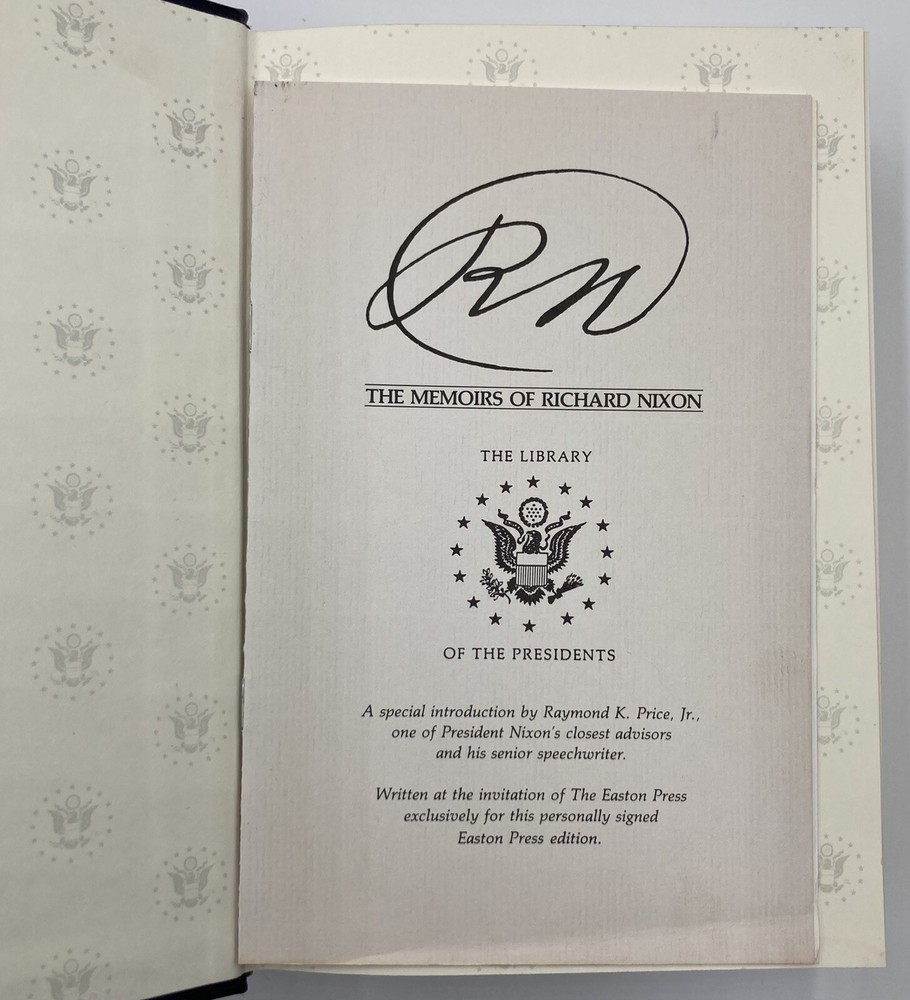 RN
THE MEMOIRS OF RICHARD NIXON
THE LIBRARY
OF THE PRESIDENTS
A special introduction by Raymond K. Price, Jr.,
one of President Nixon's closest advisors
and his senior speechwriter.
Written at the invitation of The Easton Press
exclusively for this personally signed
Easton Press edition.